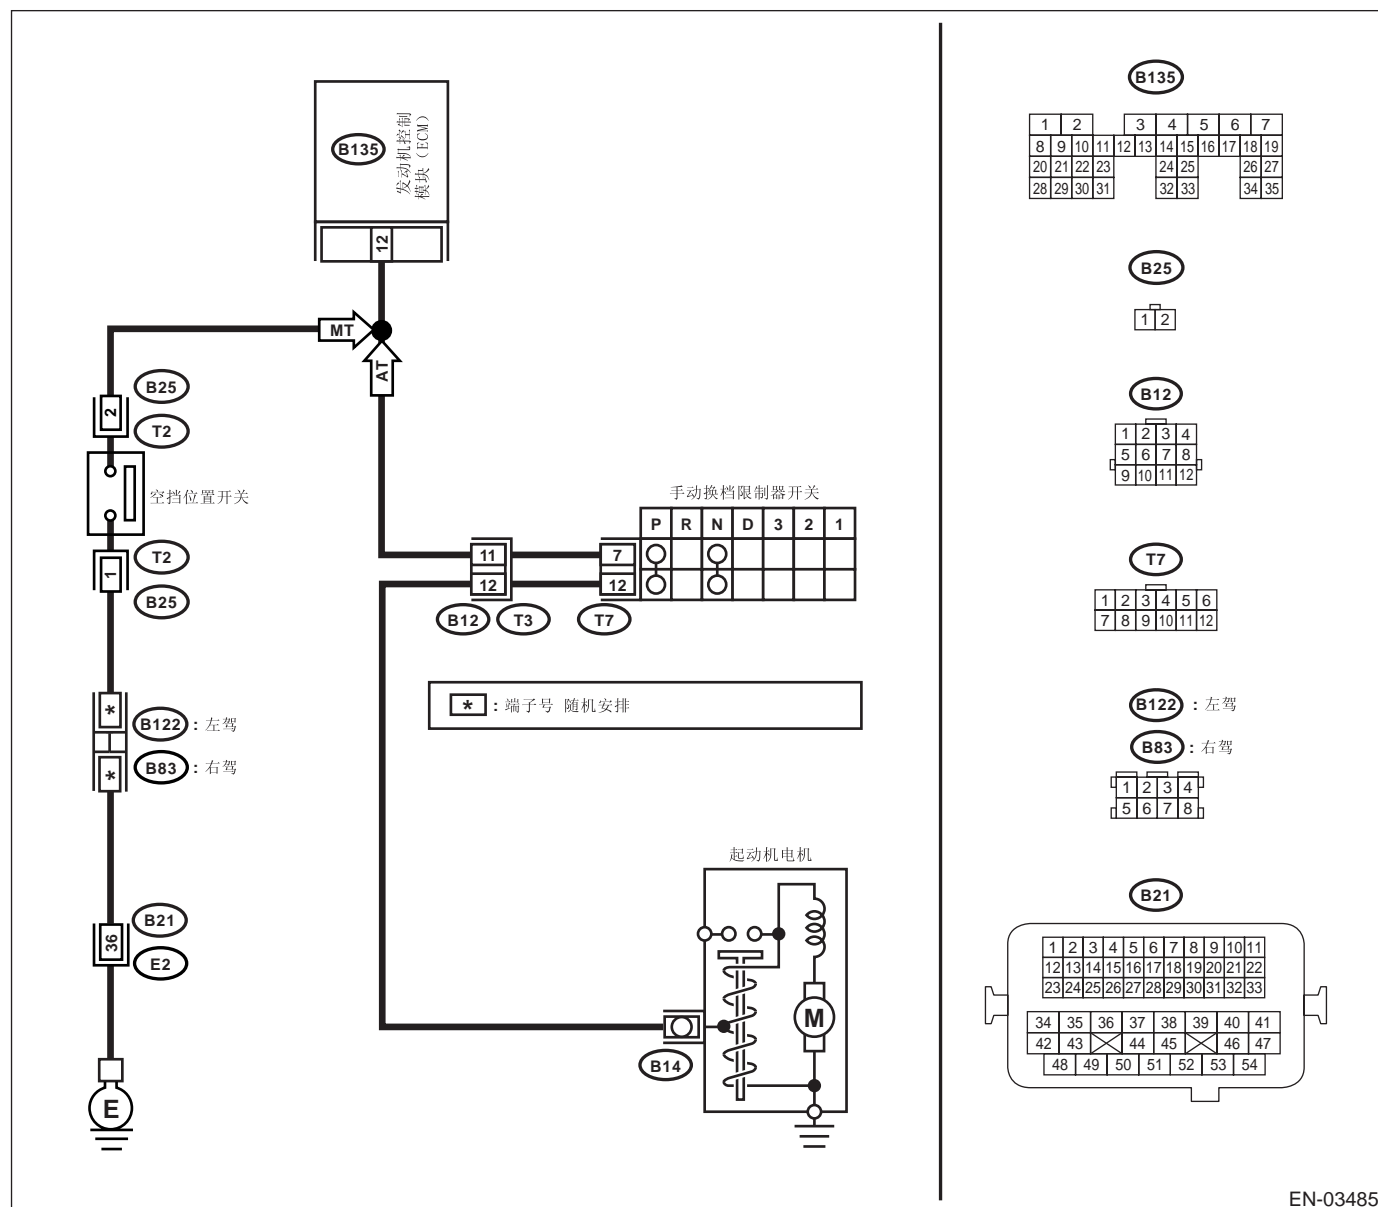 B135
发动机控制
模块（ECM）
12
MT
AT
B25
2
T2
空挡位置开关
T2
1
B25
手动换档限制器开关
P R N D 3 2 1
11 7
12 12
B12 T3 T7
* : 端子号 随机安排
*
B122 : 左驾
*
B83 : 右驾
B21
36
E2
E
起动机电机
M
B14
B135
1 2 3 4 5 6 7
8 9 10 11 12 13 14 15 16 17 18 19
20 21 22 23 24 25 26 27
28 29 30 31 32 33 34 35
B25
1 2
B12
1 2 3 4
5 6 7 8
9 10 11 12
T7
1 2 3 4 5 6
7 8 9 10 11 12
B122 : 左驾
B83 : 右驾
1 2 3 4
5 6 7 8
B21
1 2 3 4 5 6 7 8 9 10 11
12 13 14 15 16 17 18 19 20 21 22
23 24 25 26 27 28 29 30 31 32 33
34 35 36 37 38 39 40 41
42 43 44 45 46 47
48 49 50 51 52 53 54
EN-03485